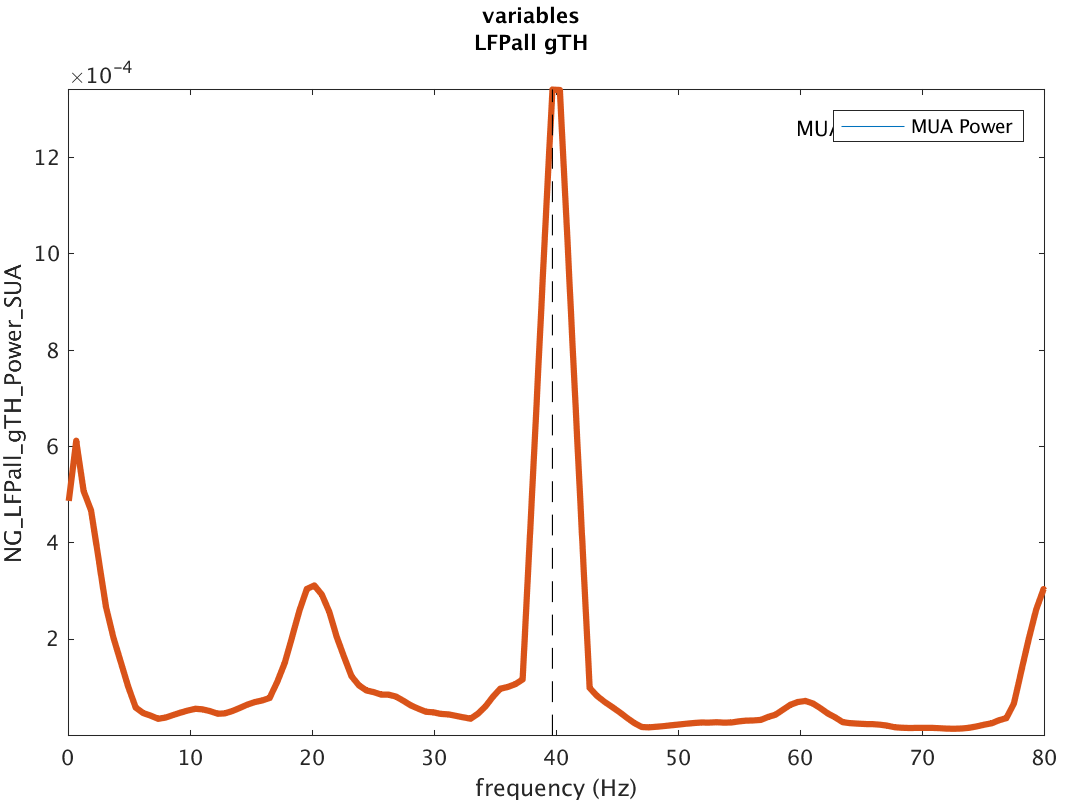 variables
LFPall gTH
×10⁻⁴
MUA
MUA Power
12
10
8
6
4
2
NG_LFPall_gTH_Power_SUA
0 10 20 30 40 50 60 70 80
frequency (Hz)